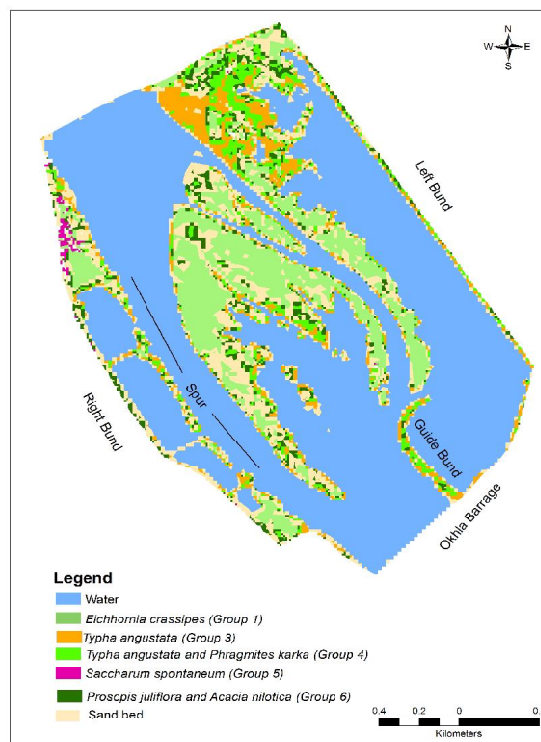 N
W E
S
Left Bund
Spur
Right Bund
Guide Bund
Okhla Barrage
Legend
Water
Eichhornia crassipes (Group 1)
Typha angustata (Group 3)
Typha angustata and Phragmites karka (Group 4)
Saccharum spontaneum (Group 5)
Prosopis juliflora and Acacia nilotica (Group 6)
Sand bed
0.4 0.2 0 0.
Kilometers